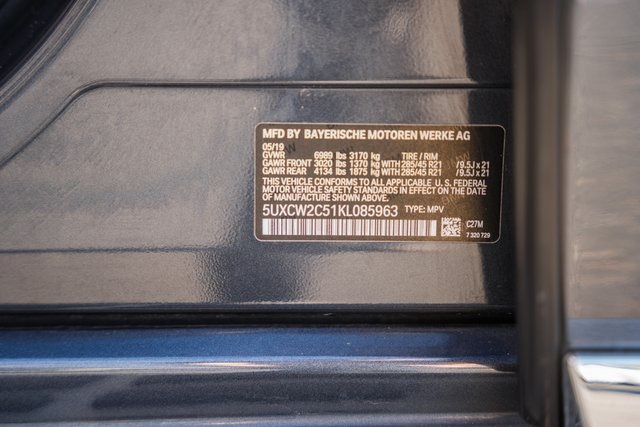 MFD BY BAYERISCHE MOTOREN WERKE AG
05/19
GVWR 6989 lbs 3170 kg TIRE / RIM
GAWR FRONT 3020 lbs 1370 kg WITH 285/45 R21 / 9.5J x 21
GAWR REAR 4134 lbs 1875 kg WITH 285/45 R21 / 9.5J x 21
THIS VEHICLE CONFORMS TO ALL APPLICABLE U. S. FEDERAL
MOTOR VEHICLE SAFETY STANDARDS IN EFFECT ON THE DATE
OF MANUFACTURE SHOWN ABOVE.
5UXCW2C51KL085963 TYPE: MPV
C27M
7 320 729